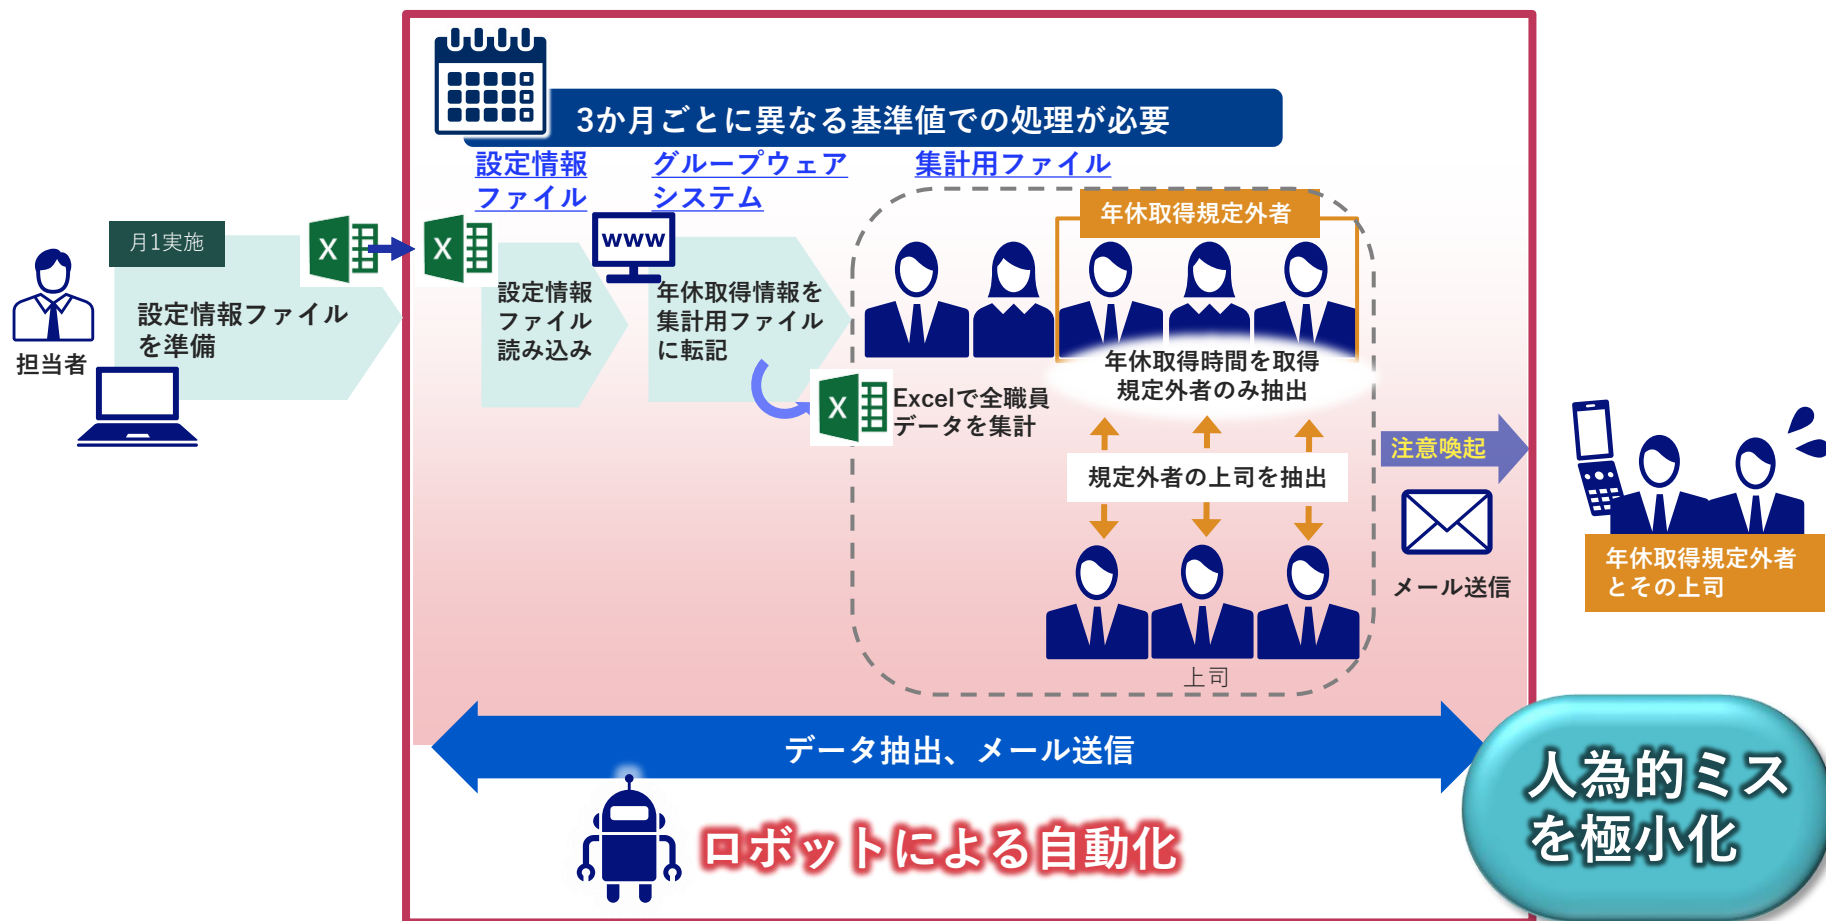 3か月ごとに異なる基準値での処理が必要
設定情報
ファイル
グループウェア
システム
集計用ファイル
年休取得規定外者
月1実施
X
X
www
設定情報ファイル
を準備
担当者
設定情報
ファイル
読み込み
年休取得情報を
集計用ファイル
に転記
X
Excelで全職員
データを集計
年休取得時間を取得
規定外者のみ抽出
規定外者の上司を抽出
上司
注意喚起
メール送信
年休取得規定外者
とその上司
データ抽出、メール送信
ロボットによる自動化
人為的ミス
を極小化